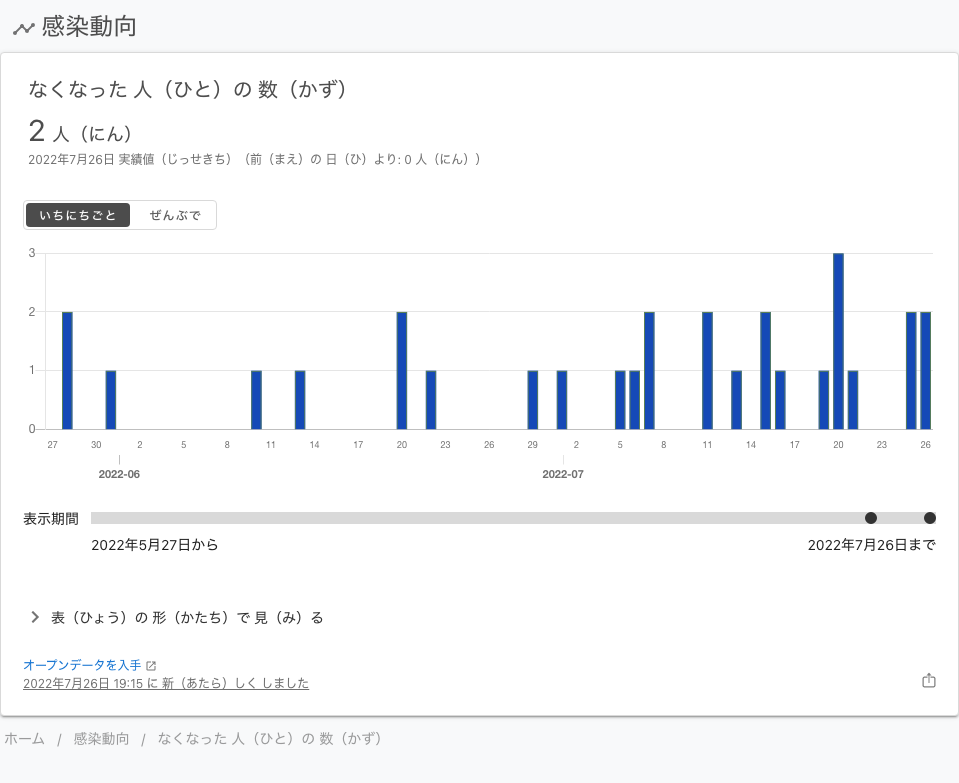 感染動向
なくなった 人（ひと）の 数（かず）
2 人（にん）
2022年7月26日 実績値（じっせきち）（前（まえ）の 日（ひ）より: 0 人（にん））
いちにちごと ぜんぶで
3
2
1
0
27 30 2 5 8 11 14 17 20 23 26 29 2 5 8 11 14 17 20 23 26
2022-06 2022-07
表示期間
2022年5月27日から 2022年7月26日まで
表（ひょう）の 形（かたち）で 見（み）る
オープンデータを入手
2022年7月26日 19:15 に 新（あたら）しく しました
ホーム / 感染動向 / なくなった 人（ひと）の 数（かず）